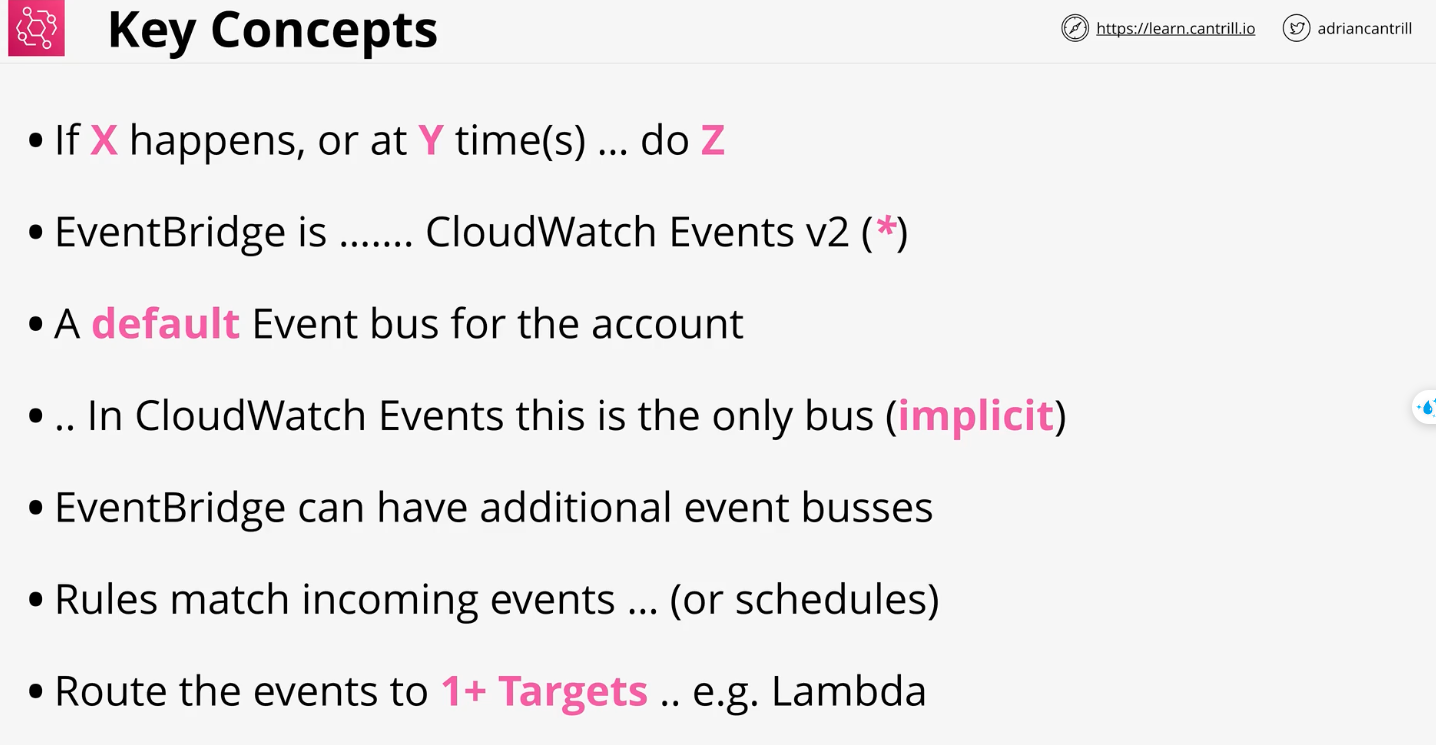 Key Concepts
https://learn.cantrill.io
adriancantrill
• If X happens, or at Y time(s) ... do Z
• EventBridge is ....... CloudWatch Events v2 (*)
• A default Event bus for the account
• .. In CloudWatch Events this is the only bus (implicit)
• EventBridge can have additional event busses
• Rules match incoming events ... (or schedules)
• Route the events to 1+ Targets .. e.g. Lambda